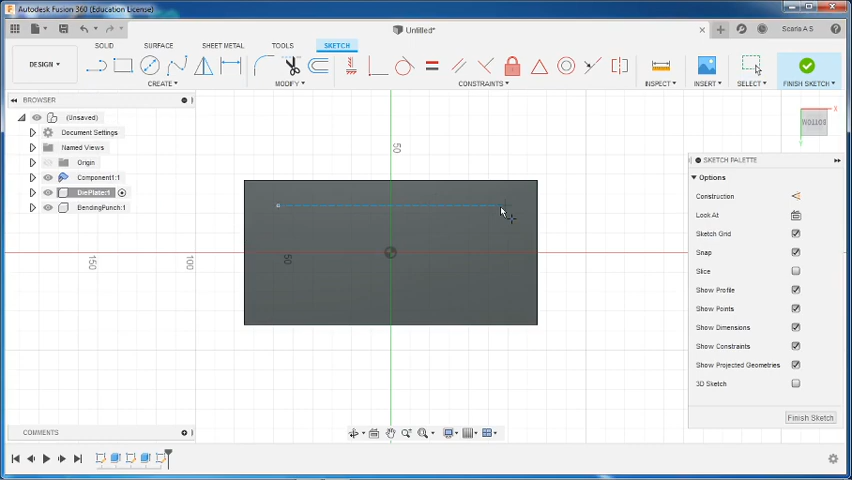 Autodesk Fusion 360 (Education License)
Untitled*
Scaria A S
DESIGN
SOLID
SURFACE
SHEET METAL
TOOLS
SKETCH
CREATE
MODIFY
CONSTRAINTS
INSPECT
INSERT
SELECT
FINISH SKETCH
BROWSER
(Unsaved)
Document Settings
Named Views
Origin
Component1:1
DiePlate:1
BendingPunch:1
50
50
100
150
BOTTOM
X
Y
SKETCH PALETTE
Options
Construction
Look At
Sketch Grid
Snap
Slice
Show Profile
Show Points
Show Dimensions
Show Constraints
Show Projected Geometries
3D Sketch
Finish Sketch
COMMENTS